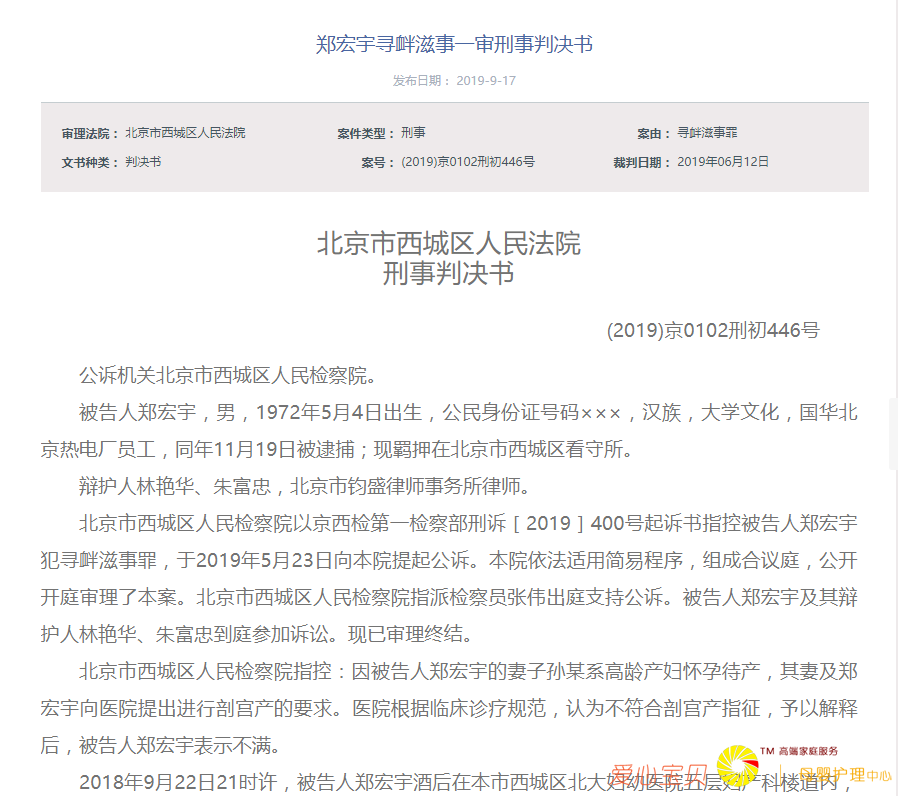 郑宏宇寻衅滋事一审刑事判决书
发布日期： 2019-9-17
审理法院： 北京市西城区人民法院 案件类型： 刑事 案由： 寻衅滋事罪
文书种类： 判决书 案号： (2019)京0102刑初446号 裁判日期： 2019年06月12日
北京市西城区人民法院
刑事判决书
(2019)京0102刑初446号
公诉机关北京市西城区人民检察院。
被告人郑宏宇，男，1972年5月4日出生，公民身份证号码×××，汉族，大学文化，国华北
京热电厂员工，同年11月19日被逮捕；现羁押在北京市西城区看守所。
辩护人林艳华、朱富忠，北京市钧盛律师事务所律师。
北京市西城区人民检察院以京西检第一检察部刑诉［2019］400号起诉书指控被告人郑宏宇
犯寻衅滋事罪，于2019年5月23日向本院提起公诉。本院依法适用简易程序，组成合议庭，公开
开庭审理了本案。北京市西城区人民检察院指派检察员张伟出庭支持公诉。被告人郑宏宇及其辩
护人林艳华、朱富忠到庭参加诉讼。现已审理终结。
北京市西城区人民检察院指控：因被告人郑宏宇的妻子孙某系高龄产妇怀孕待产，其妻及郑
宏宇向医院提出进行剖宫产的要求。医院根据临床诊疗规范，认为不符合剖宫产指征，予以解释
后，被告人郑宏宇表示不满。
2018年9月22日21时许，被告人郑宏宇酒后在本市西城区北大妇幼医院五层妇产科楼道内，
爱心宝贝 TM 高端家庭服务
母婴护理中心